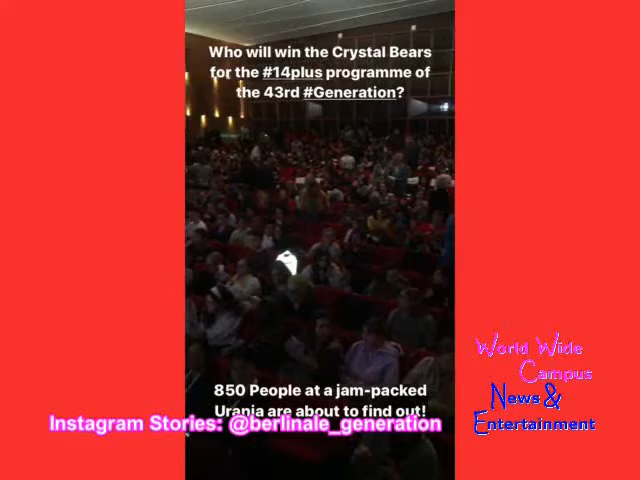 Who will win the Crystal Bears
for the #14plus programme of
the 43rd #Generation?
850 People at a jam-packed
Urania are about to find out!
Instagram Stories: @berlinale_generation
World Wide
Campus
News &
Entertainment